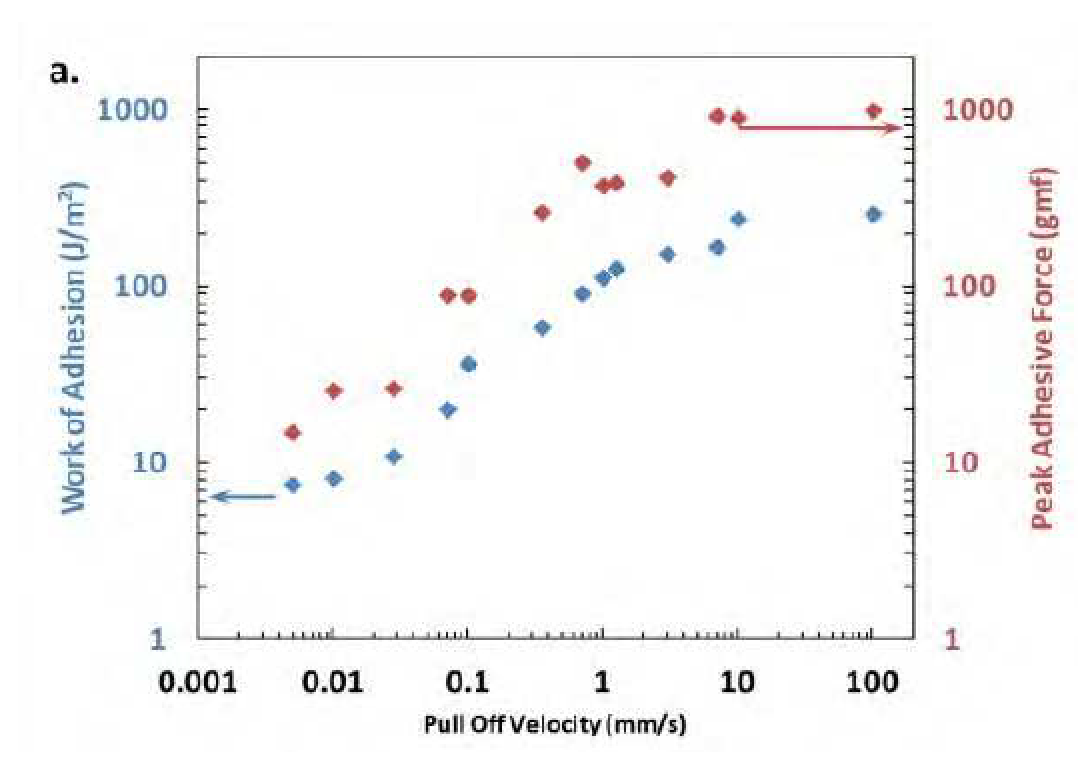 a.
Work of Adhesion (J/m²)
1000
100
10
1
1000
100
10
1
Peak Adhesive Force (gmf)
0.001 0.01 0.1 1 10 100
Pull Off Velocity (mm/s)